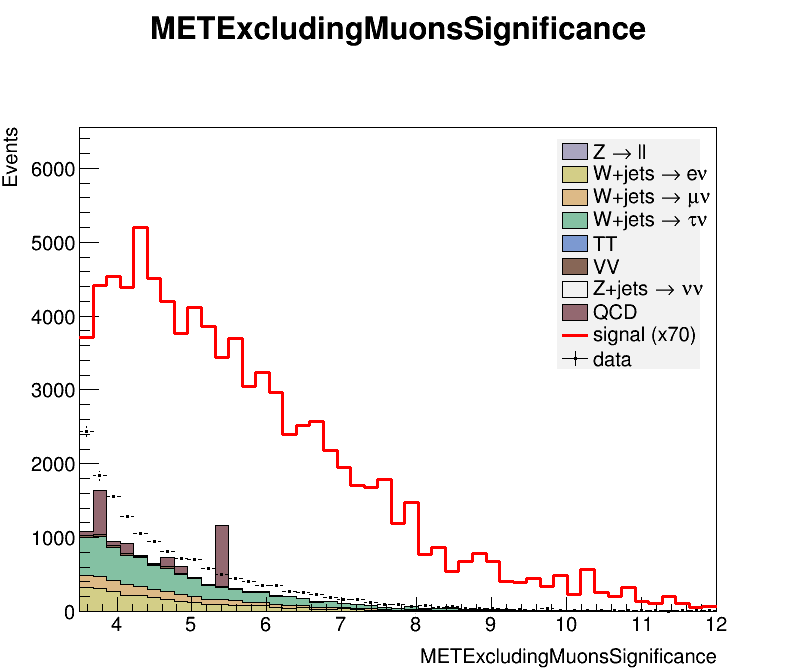 METExcludingMuonsSignificance
Events
6000
5000
4000
3000
2000
1000
0
Z → ll
W+jets → eν
W+jets → μν
W+jets → τν
TT
VV
Z+jets → νν
QCD
signal (x70)
data
4 5 6 7 8 9 10 11 12
METExcludingMuonsSignificance